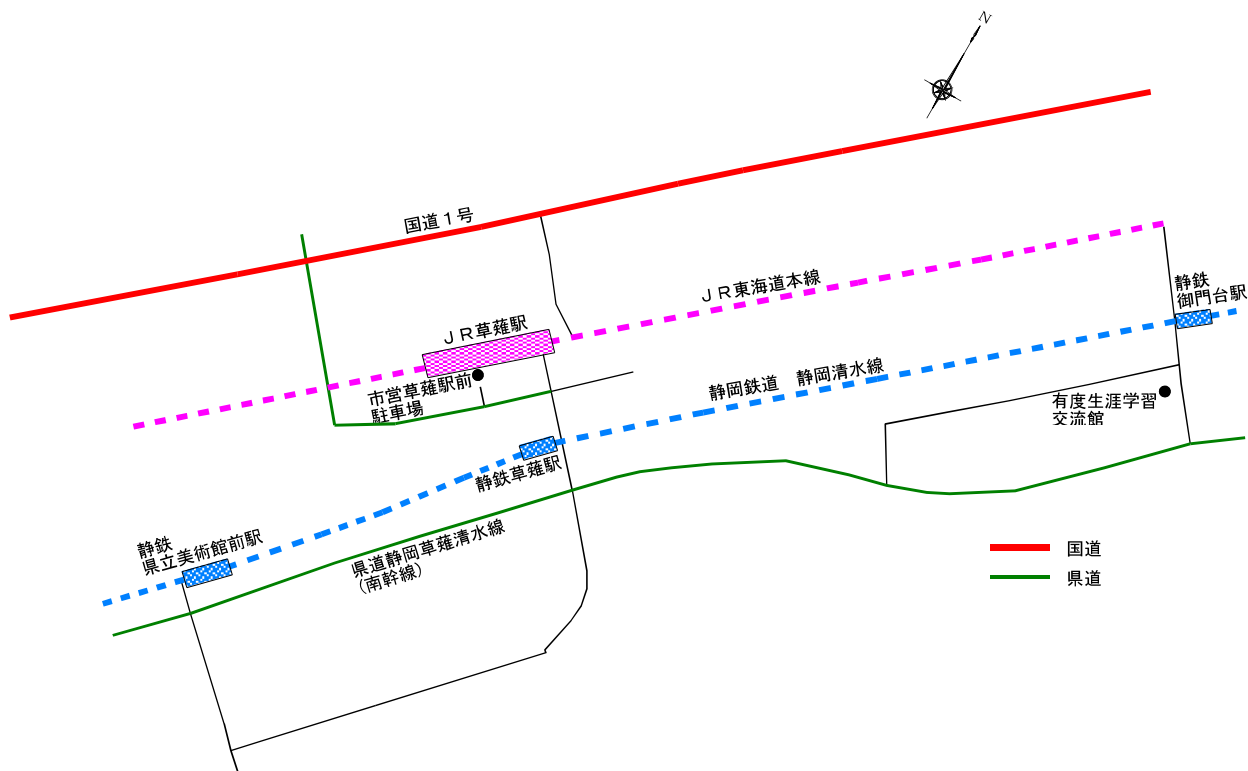 N
国道１号
ＪＲ東海道本線
静鉄
御門台駅
ＪＲ草薙駅
市営草薙駅前
駐車場
静岡鉄道　静岡清水線
有度生涯学習
交流館
静鉄草薙駅
静鉄
県立美術館前駅
県道静岡草薙清水線
(南幹線)
国道
県道